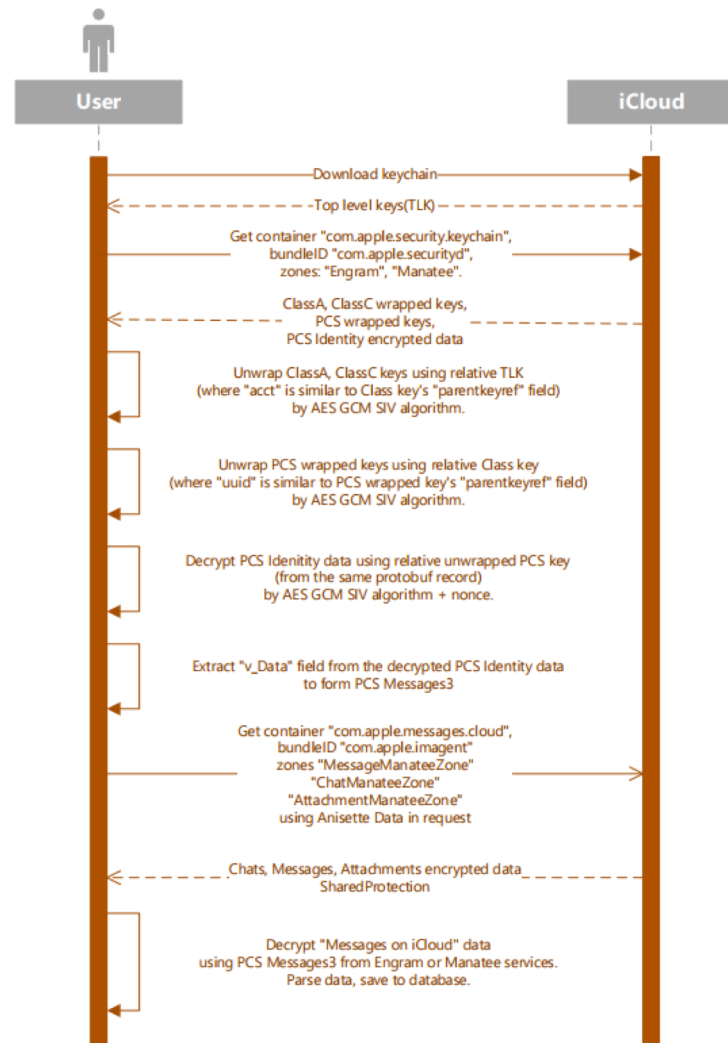 User
iCloud
Download keychain
Top level keys(TLK)
Get container "com.apple.security.keychain",
bundleID "com.apple.securityd",
zones: "Engram", "Manatee".
ClassA, ClassC wrapped keys,
PCS wrapped keys,
PCS Identity encrypted data
Unwrap ClassA, ClassC keys using relative TLK
(where "acct" is similar to Class key's "parentkeyref" field)
by AES GCM SIV algorithm.
Unwrap PCS wrapped keys using relative Class key
(where "uuid" is similar to PCS wrapped key's "parentkeyref" field)
by AES GCM SIV algorithm.
Decrypt PCS Idenitity data using relative unwrapped PCS key
(from the same protobuf record)
by AES GCM SIV algorithm + nonce.
Extract "v_Data" field from the decrypted PCS Identity data
to form PCS Messages3
Get container "com.apple.messages.cloud",
bundleID "com.apple.imagent"
zones "MessageManateeZone"
"ChatManateeZone"
"AttachmentManateeZone"
using Anisette Data in request
Chats, Messages, Attachments encrypted data
SharedProtection
Decrypt "Messages on iCloud" data
using PCS Messages3 from Engram or Manatee services.
Parse data, save to database.